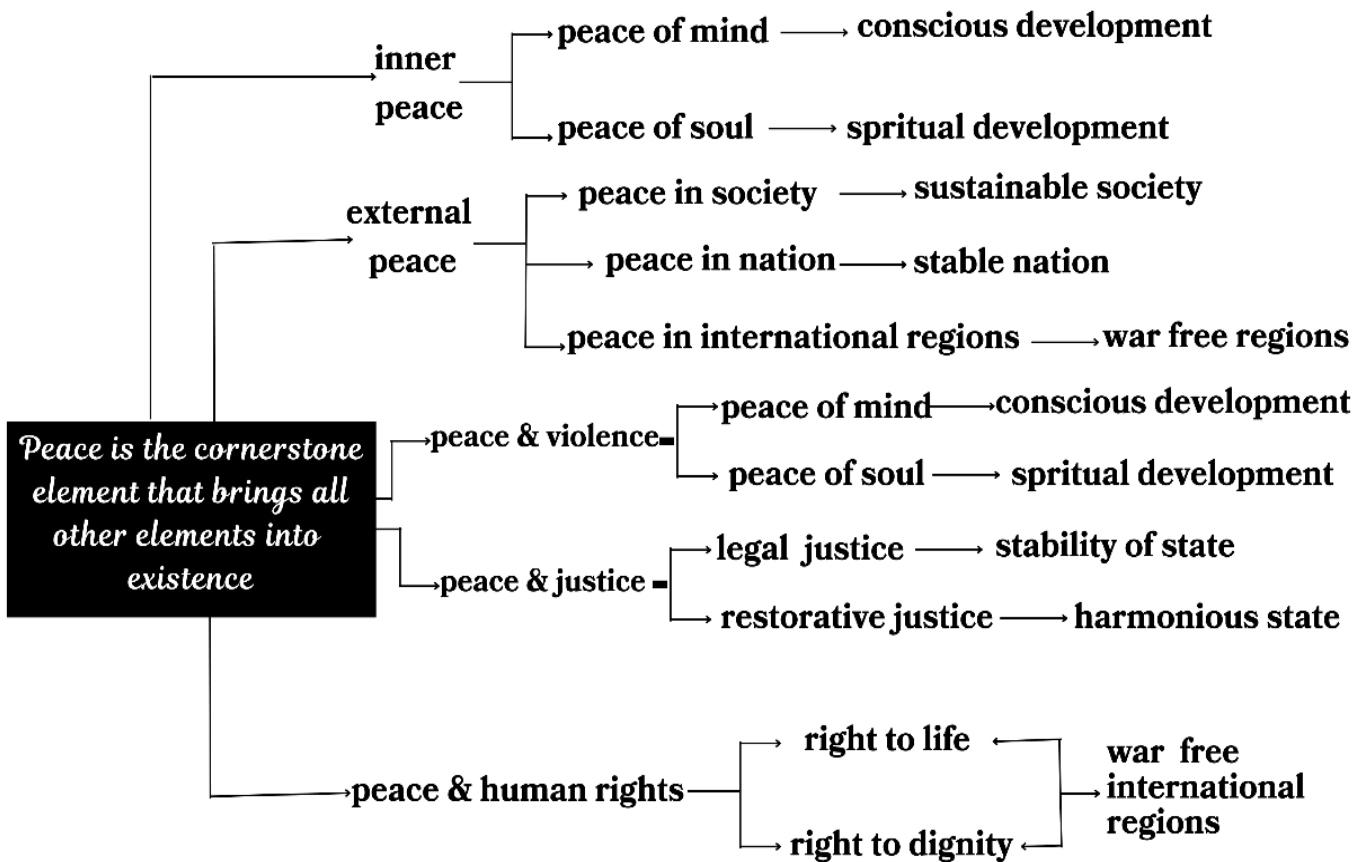 inner
peace
peace of mind
conscious development
peace of soul
spritual development
external
peace
peace in society
sustainable society
peace in nation
stable nation
peace in international regions
war free regions
Peace is the cornerstone
element that brings all
other elements into
existence
peace & violence
peace of mind
conscious development
peace of soul
spritual development
peace & justice
legal justice
stability of state
restorative justice
harmonious state
peace & human rights
right to life
right to dignity
war free
international
regions